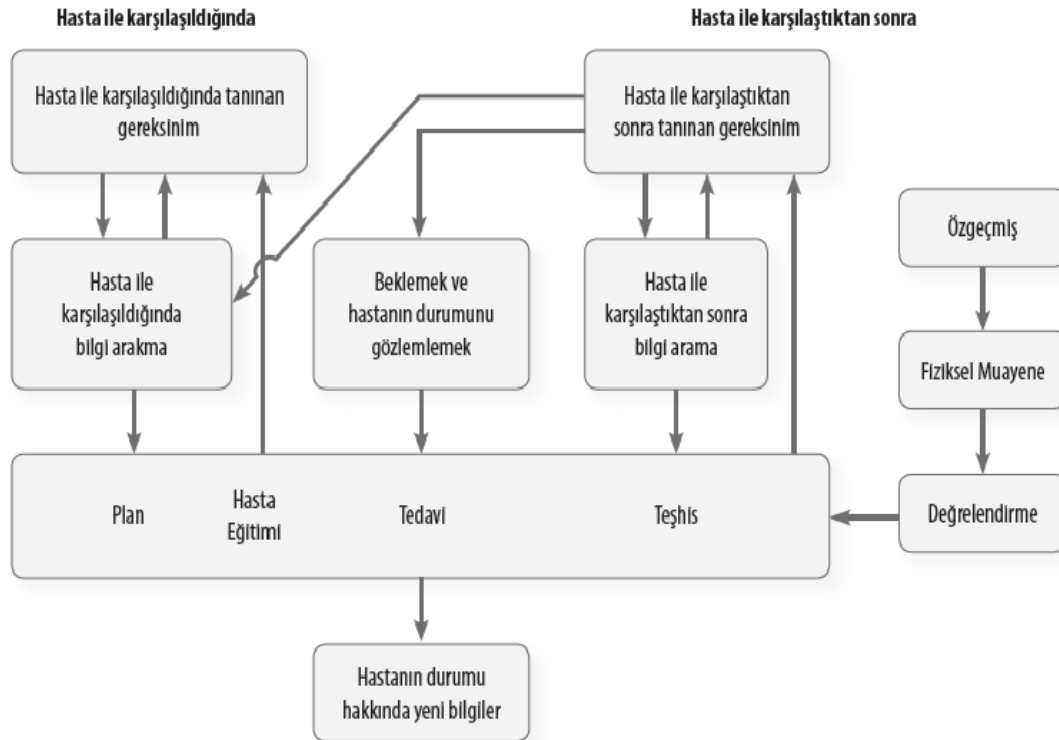 Hasta ile karşılaşıldığında
Hasta ile karşılaştıktan sonra
Hasta ile karşılaşıldığında tanınan
gereksinim
Hasta ile karşılaştıktan
sonra tanınan gereksinim
Özgeçmiş
Hasta ile
karşılaşıldığında
bilgi arakma
Beklemek ve
hastanın durumunu
gözlemlemek
Hasta ile
karşılaştıktan sonra
bilgi arama
Fiziksel Muayene
Plan
Hasta
Eğitimi
Tedavi
Teşhis
Değrelendirme
Hastanın durumu
hakkında yeni bilgiler